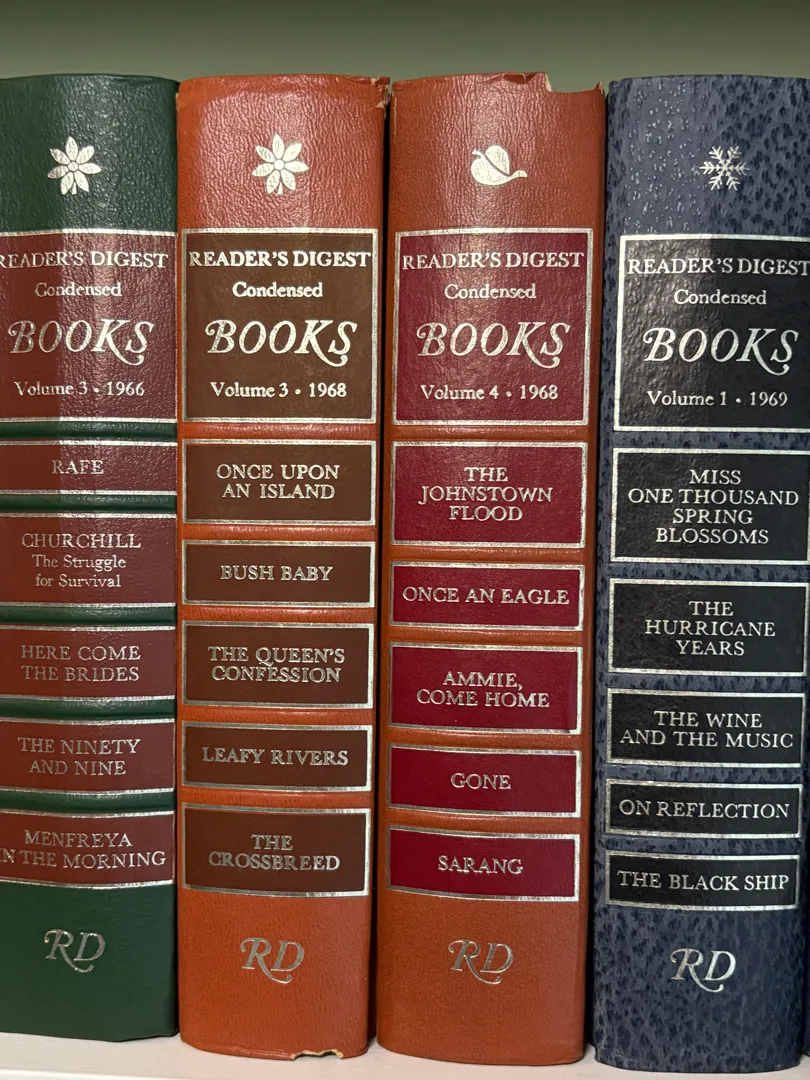 READER'S DIGEST
Condensed
BOOKS
Volume 3 • 1966
RAFE
CHURCHILL
The Struggle
for Survival
HERE COME
THE BRIDES
THE NINETY
AND NINE
MENFREYA
IN THE MORNING
RD
READER'S DIGEST
Condensed
BOOKS
Volume 3 • 1968
ONCE UPON
AN ISLAND
BUSH BABY
THE QUEEN'S
CONFESSION
LEAFY RIVERS
THE
CROSSBREED
RD
READER'S DIGEST
Condensed
BOOKS
Volume 4 • 1968
THE
JOHNSTOWN
FLOOD
ONCE AN EAGLE
AMMIE,
COME HOME
GONE
SARANG
RD
READER'S DIGEST
Condensed
BOOKS
Volume 1 • 1969
MISS
ONE THOUSAND
SPRING
BLOSSOMS
THE
HURRICANE
YEARS
THE WINE
AND THE MUSIC
ON REFLECTION
THE BLACK SHIP
RD